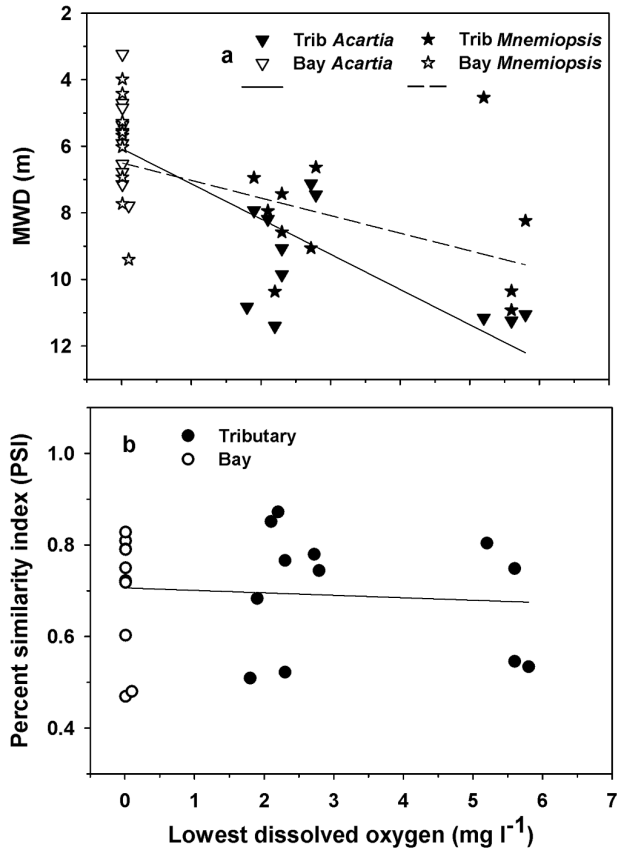 2
4
6
8
10
12
MWD (m)
a
Trib Acartia
Trib Mnemiopsis
Bay Acartia
Bay Mnemiopsis
1.0
0.8
0.6
0.4
Percent similarity index (PSI)
b
Tributary
Bay
0 1 2 3 4 5 6 7
Lowest dissolved oxygen (mg l-1)